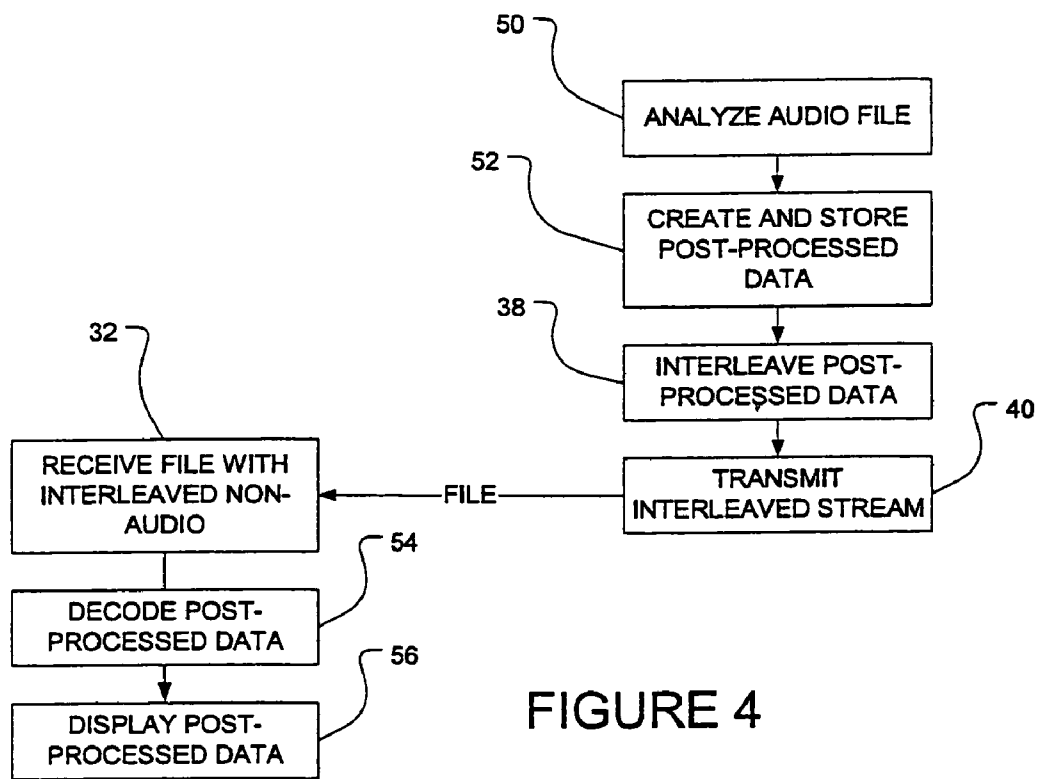 50
ANALYZE AUDIO FILE
52
CREATE AND STORE
POST-PROCESSED
DATA
38
INTERLEAVE POST-
PROCESSED DATA
40
TRANSMIT
INTERLEAVED STREAM
FILE
32
RECEIVE FILE WITH
INTERLEAVED NON-
AUDIO
54
DECODE POST-
PROCESSED DATA
56
DISPLAY POST-
PROCESSED DATA
FIGURE 4